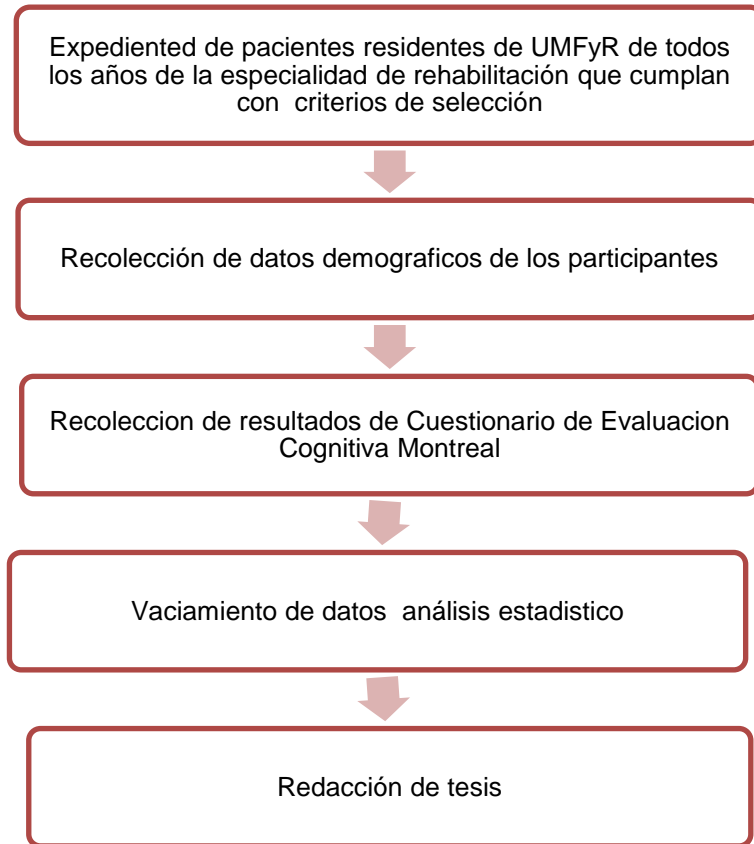 Expediented de pacientes residentes de UMFyR de todos
los años de la especialidad de rehabilitación que cumplan
con criterios de selección
Recolección de datos demograficos de los participantes
Recoleccion de resultados de Cuestionario de Evaluacion
Cognitiva Montreal
Vaciamiento de datos análisis estadistico
Redacción de tesis